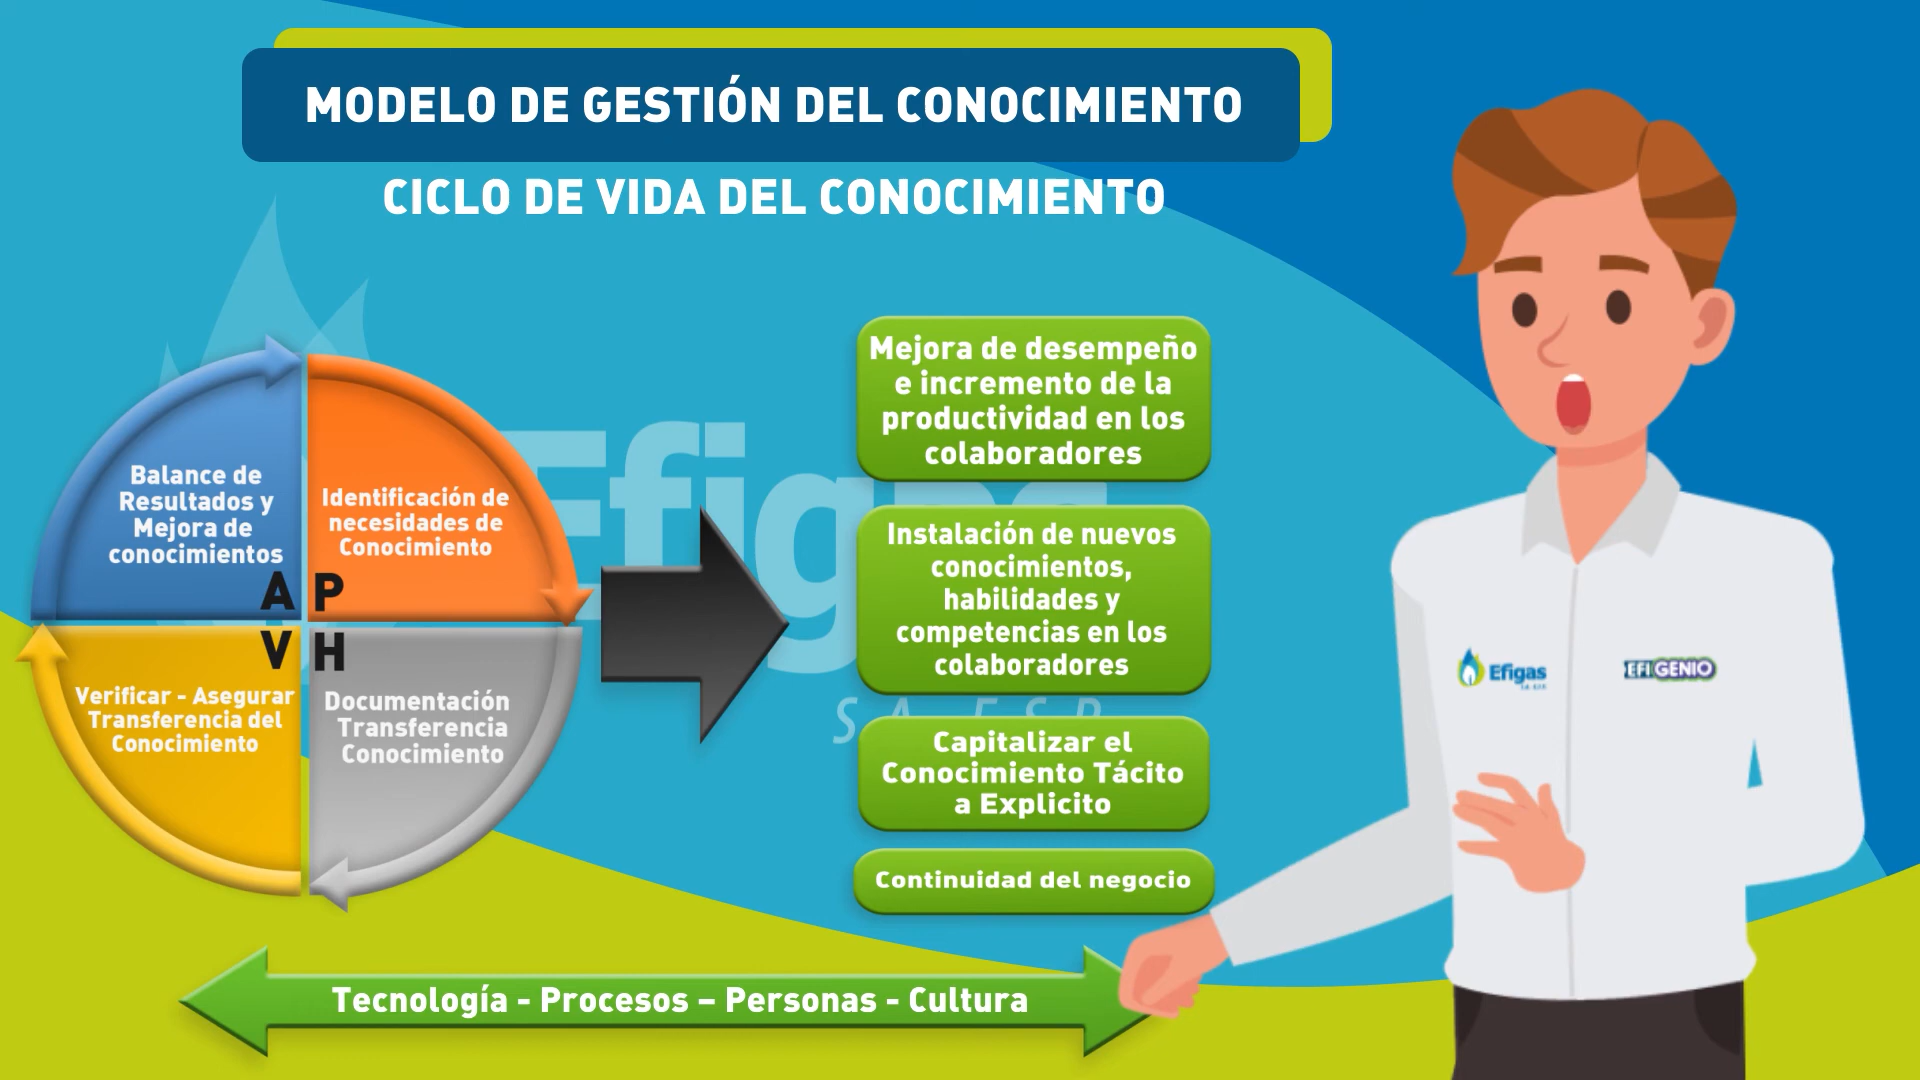 MODELO DE GESTIÓN DEL CONOCIMIENTO
CICLO DE VIDA DEL CONOCIMIENTO
Balance de
Resultados y
Mejora de
conocimientos
A
Identificación de
necesidades de
Conocimiento
P
V
Verificar - Asegurar
Transferencia del
Conocimiento
H
Documentación
Transferencia
Conocimiento
Mejora de desempeño
e incremento de la
productividad en los
colaboradores
Instalación de nuevos
conocimientos,
habilidades y
competencias en los
colaboradores
Capitalizar el
Conocimiento Tácito
a Explicito
Continuidad del negocio
Tecnología - Procesos – Personas - Cultura
Efigas
S.A. E.S.P.
Efigas
EFIGENIO